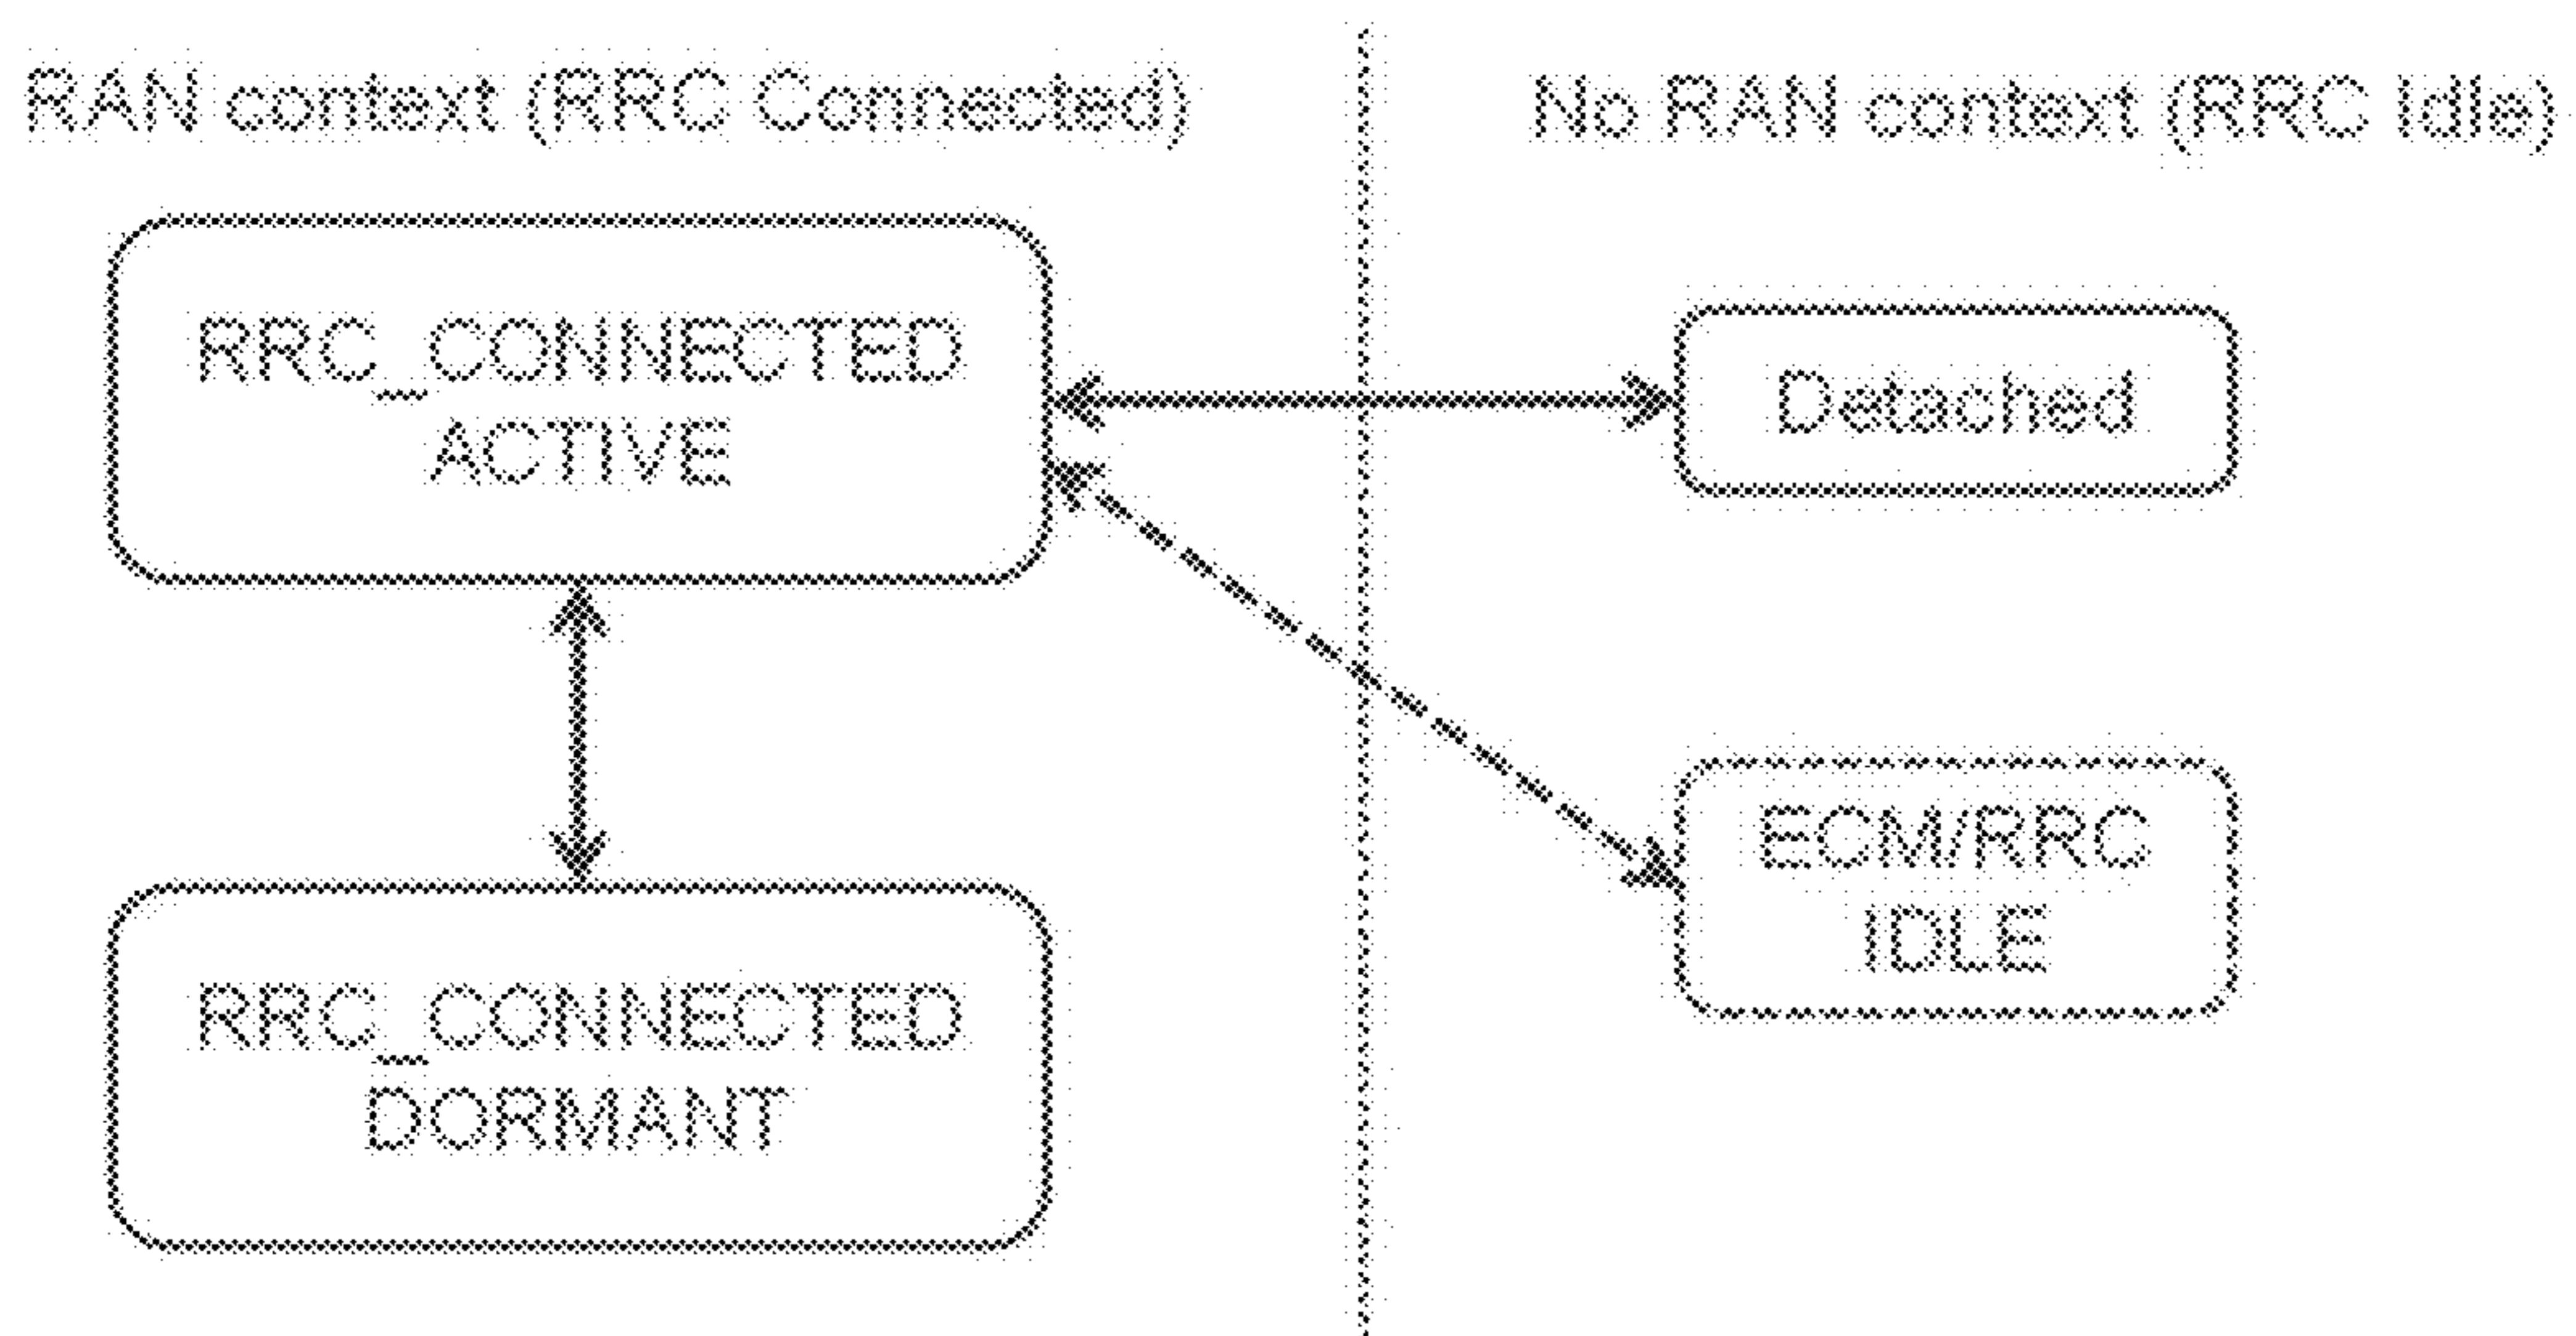 RAN context (RRC Connected)
No RAN context (RRC Idle)
RRC_CONNECTED
ACTIVE
Detached
ECM/RRC
IDLE
RRC_CONNECTED
DORMANT